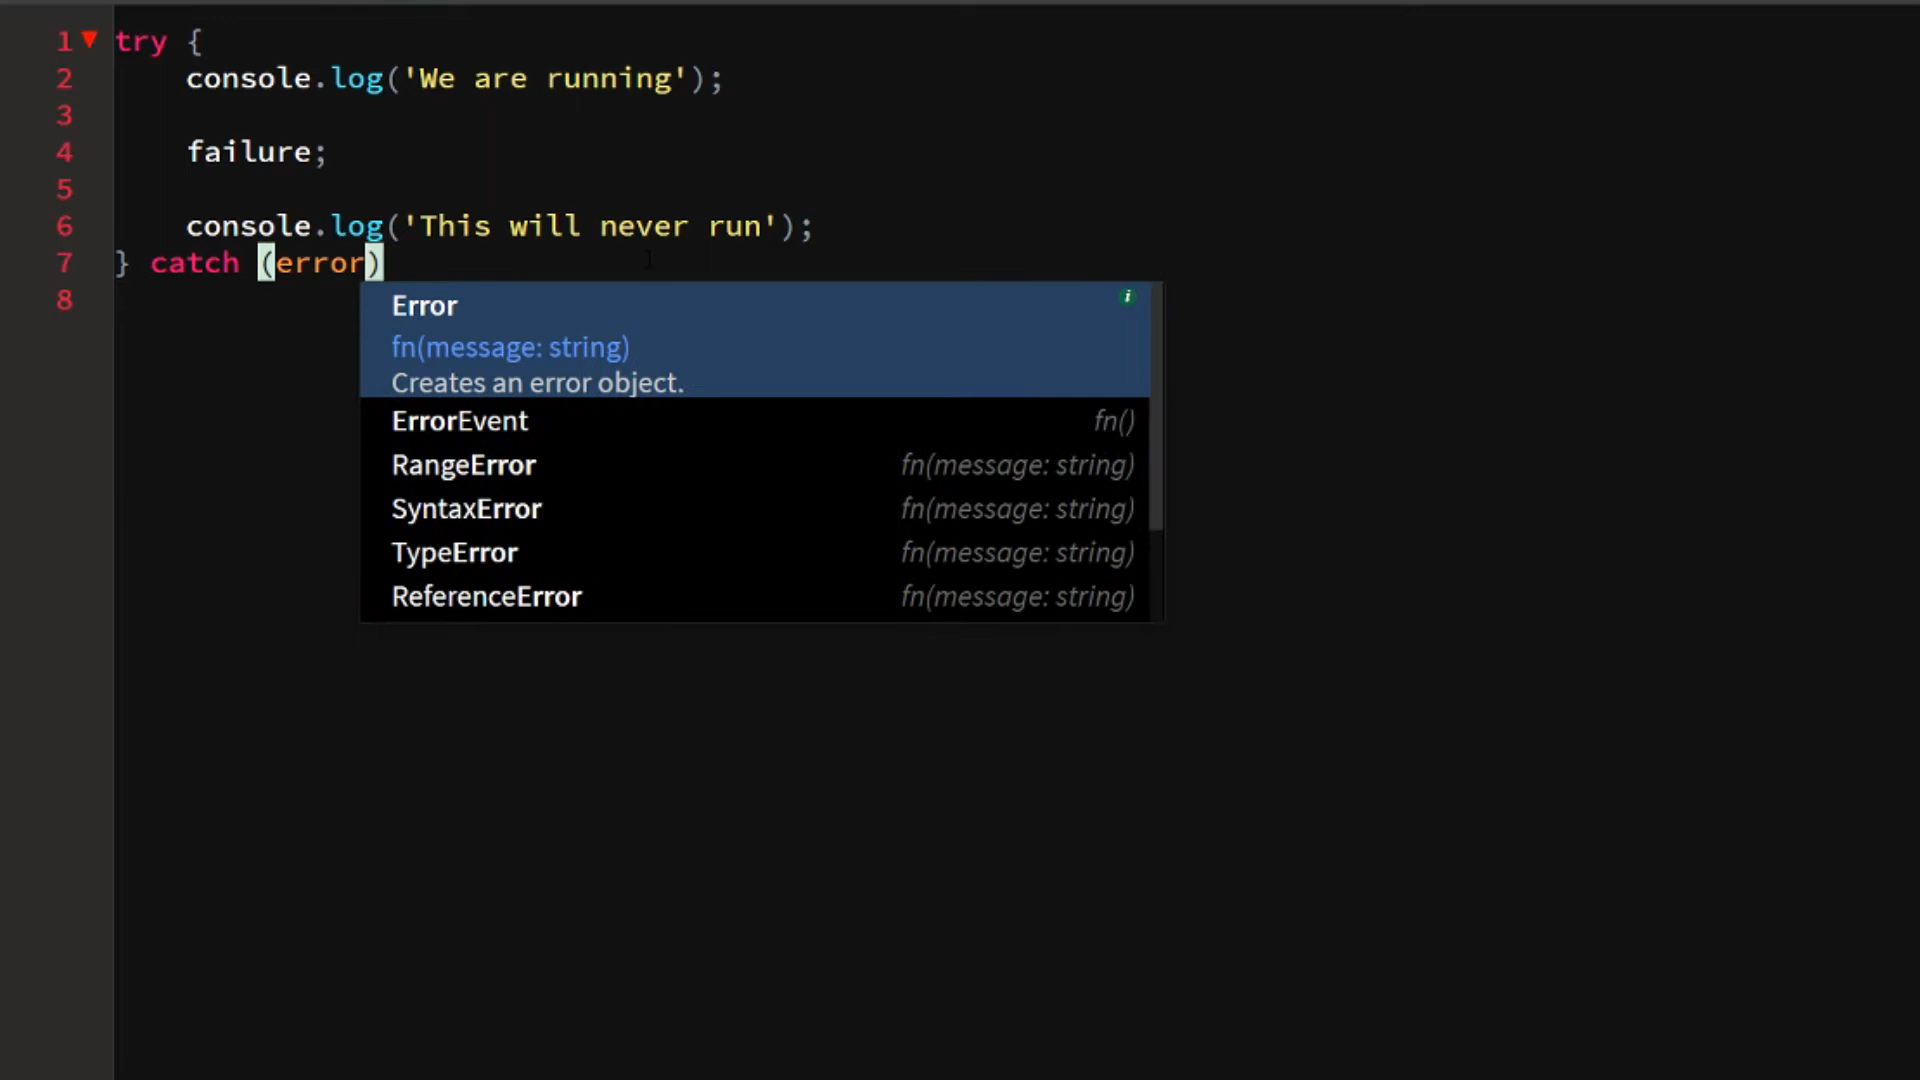 1 try {
2 console.log('We are running');
3
4 failure;
5
6 console.log('This will never run');
7 } catch (error)
8
Error i
fn(message: string)
Creates an error object.
ErrorEvent fn()
RangeError fn(message: string)
SyntaxError fn(message: string)
TypeError fn(message: string)
ReferenceError fn(message: string)